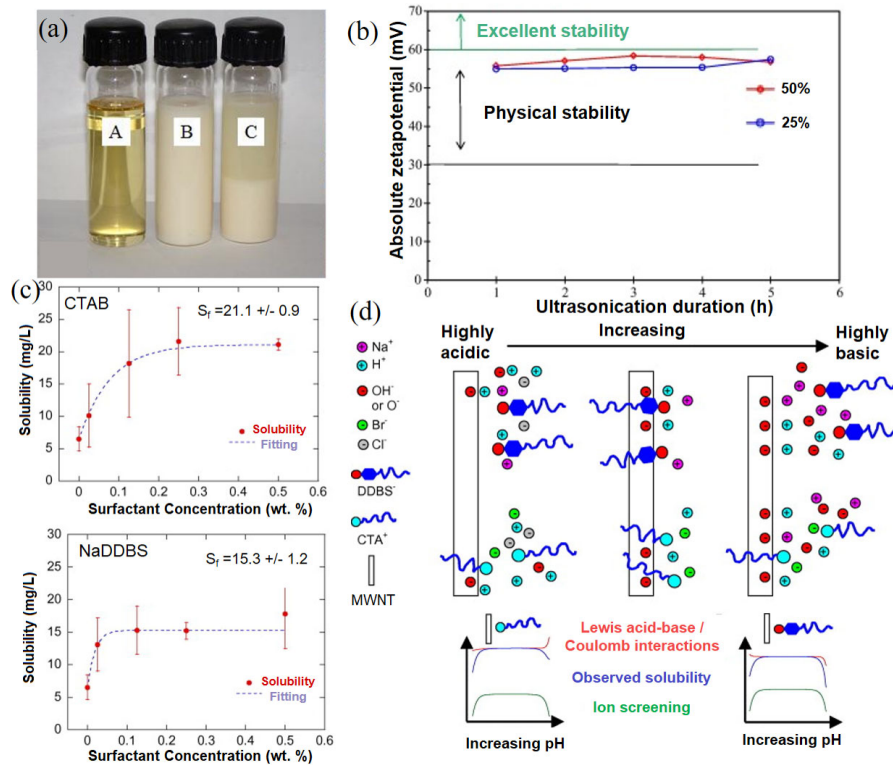 (a)
A
B
C
(b)
Absolute zetapotential (mV)
70
60
50
40
30
20
10
0
Excellent stability
Physical stability
50%
25%
0
1
2
3
4
5
6
Ultrasonication duration (h)
(c)
CTAB
S_f =21.1 +/- 0.9
Solubility (mg/L)
30
25
20
15
10
5
0
Solubility
Fitting
0
0.1
0.2
0.3
0.4
0.5
0.6
Surfactant Concentration (wt. %)
NaDDBS
S_f =15.3 +/- 1.2
Solubility (mg/L)
30
25
20
15
10
5
0
Solubility
Fitting
0
0.1
0.2
0.3
0.4
0.5
0.6
Surfactant Concentration (wt. %)
(d)
Highly
acidic
Increasing
Highly
basic
Na⁺
H⁺
OH⁻
or O⁻
Br⁻
Cl⁻
DDBS⁻
CTA⁺
MWNT
Lewis acid-base /
Coulomb interactions
Observed solubility
Ion screening
Increasing pH
Increasing pH